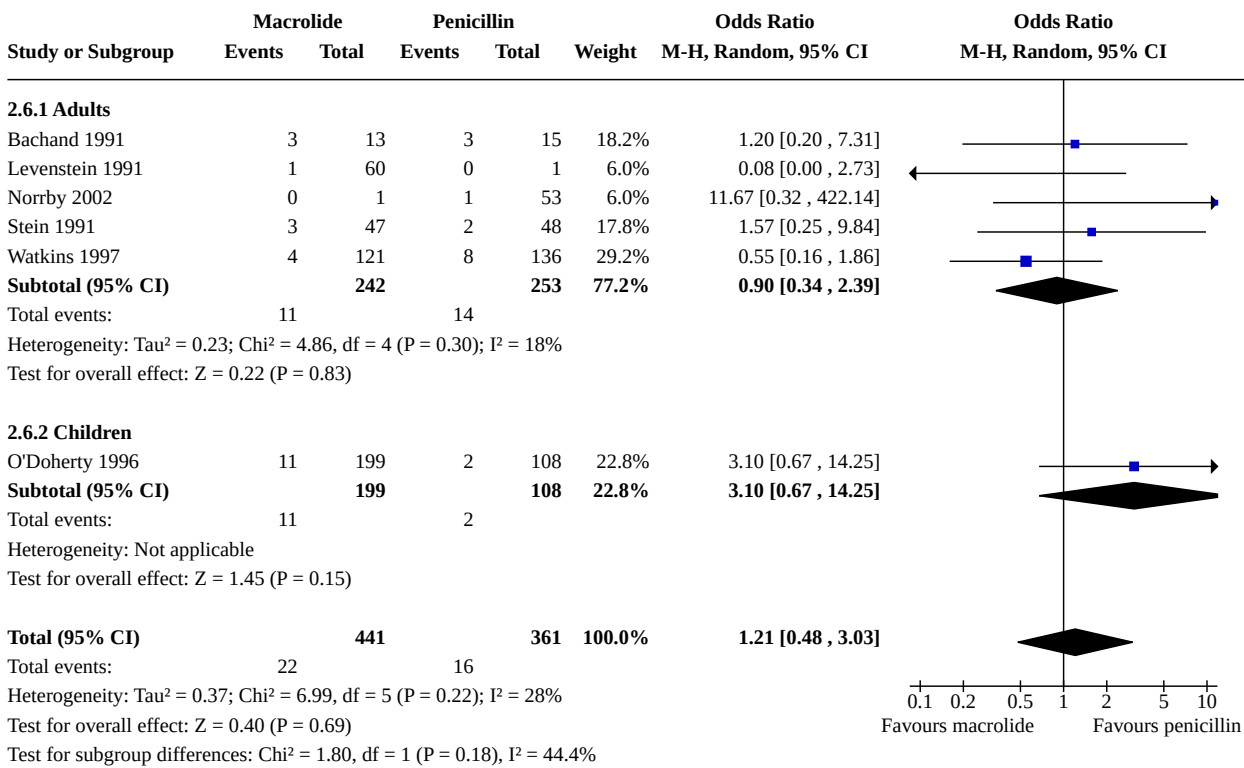 Macrolide Penicillin Odds Ratio Odds Ratio
Study or Subgroup Events Total Events Total Weight M-H, Random, 95% CI M-H, Random, 95% CI
2.6.1 Adults
Bachand 1991 3 13 3 15 18.2% 1.20 [0.20 , 7.31]
Levenstein 1991 1 60 0 1 6.0% 0.08 [0.00 , 2.73]
Norrby 2002 0 1 1 53 6.0% 11.67 [0.32 , 422.14]
Stein 1991 3 47 2 48 17.8% 1.57 [0.25 , 9.84]
Watkins 1997 4 121 8 136 29.2% 0.55 [0.16 , 1.86]
Subtotal (95% CI) 242 253 77.2% 0.90 [0.34 , 2.39]
Total events: 11 14
Heterogeneity: Tau² = 0.23; Chi² = 4.86, df = 4 (P = 0.30); I² = 18%
Test for overall effect: Z = 0.22 (P = 0.83)
2.6.2 Children
O'Doherty 1996 11 199 2 108 22.8% 3.10 [0.67 , 14.25]
Subtotal (95% CI) 199 108 22.8% 3.10 [0.67 , 14.25]
Total events: 11 2
Heterogeneity: Not applicable
Test for overall effect: Z = 1.45 (P = 0.15)
Total (95% CI) 441 361 100.0% 1.21 [0.48 , 3.03]
Total events: 22 16
Heterogeneity: Tau² = 0.37; Chi² = 6.99, df = 5 (P = 0.22); I² = 28%
0.1 0.2 0.5 1 2 5 10
Test for overall effect: Z = 0.40 (P = 0.69)
Favours macrolide Favours penicillin
Test for subgroup differences: Chi² = 1.80, df = 1 (P = 0.18), I² = 44.4%